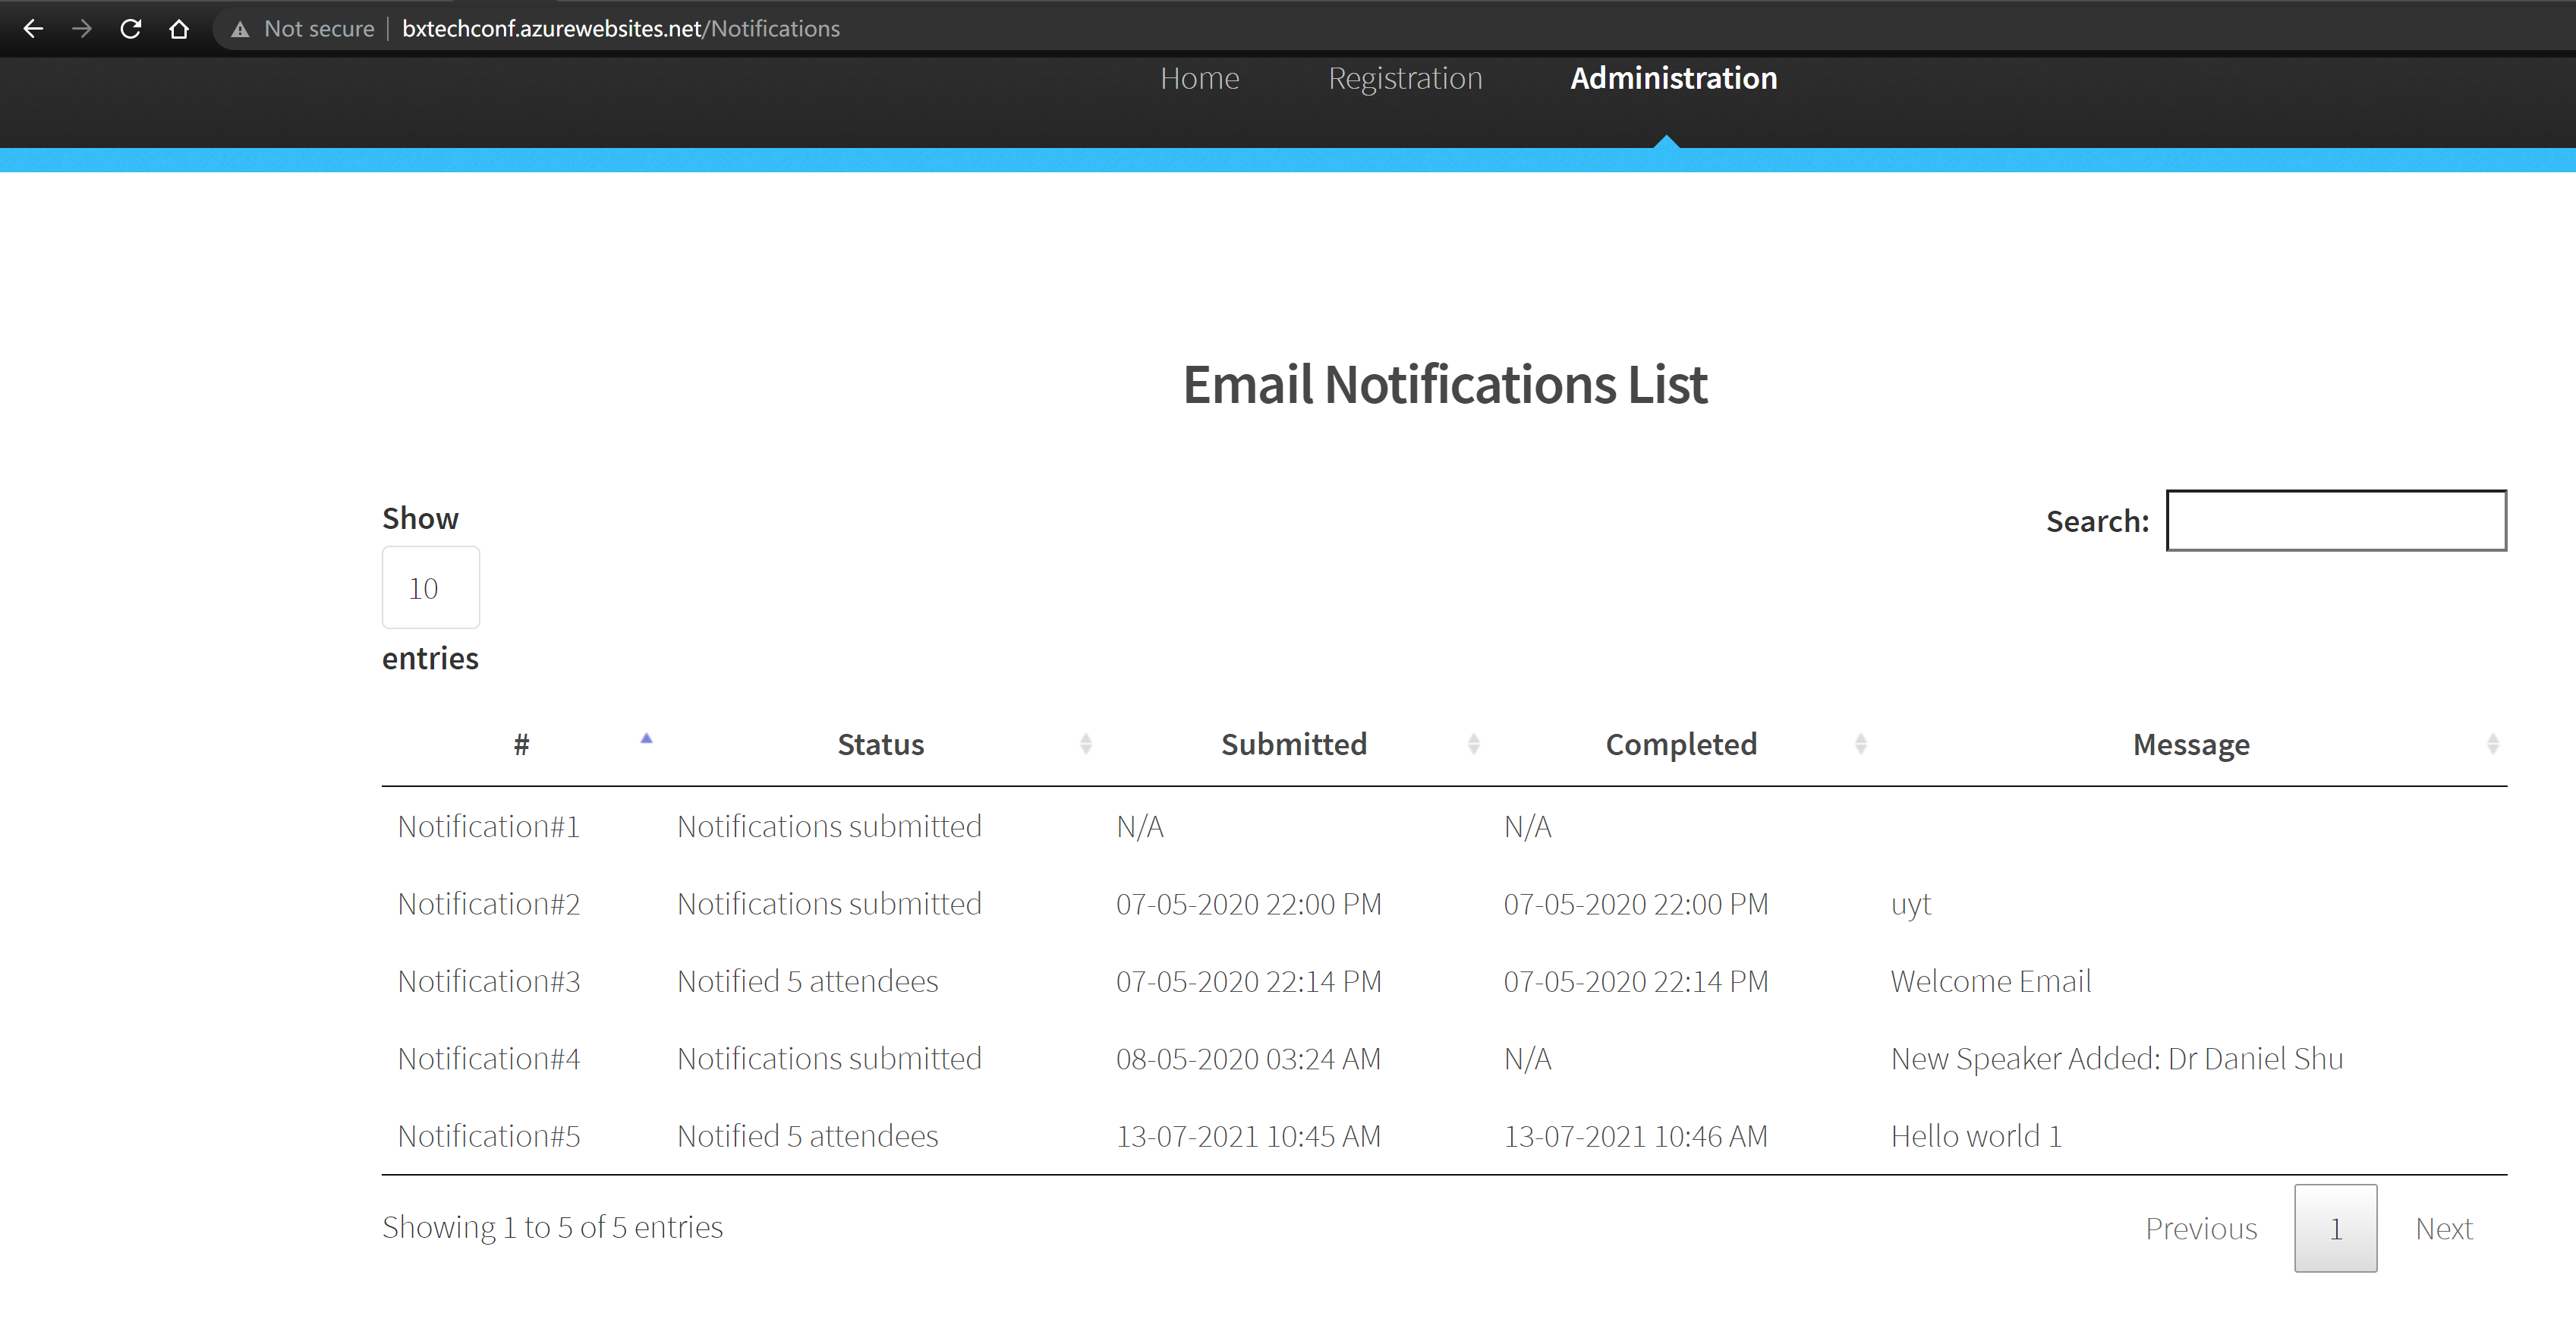 Not secure | bxtechconf.azurewebsites.net/Notifications
Home Registration Administration
Email Notifications List
Show
Search:
10
entries
# Status Submitted Completed Message
Notification#1 Notifications submitted N/A N/A
Notification#2 Notifications submitted 07-05-2020 22:00 PM 07-05-2020 22:00 PM uyt
Notification#3 Notified 5 attendees 07-05-2020 22:14 PM 07-05-2020 22:14 PM Welcome Email
Notification#4 Notifications submitted 08-05-2020 03:24 AM N/A New Speaker Added: Dr Daniel Shu
Notification#5 Notified 5 attendees 13-07-2021 10:45 AM 13-07-2021 10:46 AM Hello world 1
Showing 1 to 5 of 5 entries
Previous 1 Next